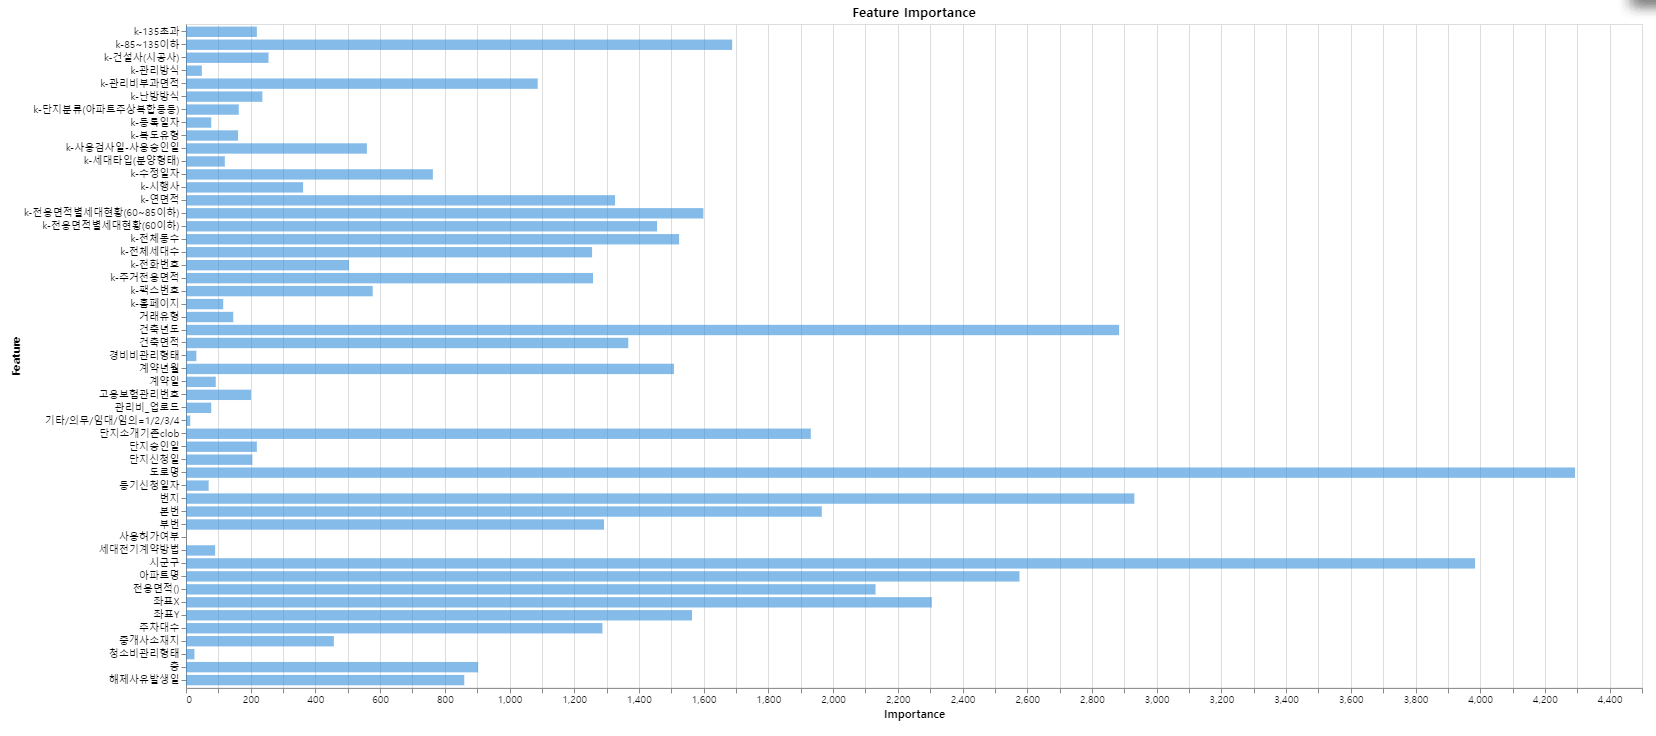 Feature Importance
k-135초과
k-85~135이하
k-건설사(시공사)
k-관리방식
k-관리비부과면적
k-난방방식
k-단지분류(아파트주상복합등등)
k-등록일자
k-복도유형
k-사용검사일-사용승인일
k-세대타입(분양형태)
k-수정일자
k-시행사
k-연면적
k-전용면적별세대현황(60~85이하)
k-전용면적별세대현황(60이하)
k-전체동수
k-전체세대수
k-전화번호
k-주거전용면적
k-팩스번호
k-홈페이지
거래유형
건축년도
건축면적
경비비관리형태
계약년월
계약일
고용보험관리번호
관리비_업로드
기타/의무/임대/임의=1/2/3/4
단지소개기존clob
단지승인일
단지신청일
도로명
등기신청일자
번지
본번
부번
사용허가여부
세대전기계약방법
시군구
아파트명
전용면적()
좌표X
좌표Y
주차대수
중개사소재지
청소비관리형태
층
해제사유발생일
Feature
0 200 400 600 800 1,000 1,200 1,400 1,600 1,800 2,000 2,200 2,400 2,600 2,800 3,000 3,200 3,400 3,600 3,800 4,000 4,200 4,400
Importance